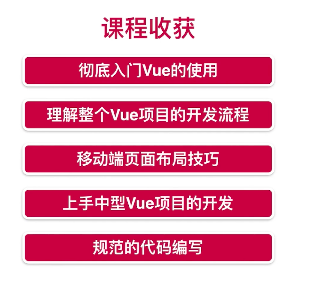 课程收获
彻底入门Vue的使用
理解整个Vue项目的开发流程
移动端页面布局技巧
上手中型Vue项目的开发
规范的代码编写